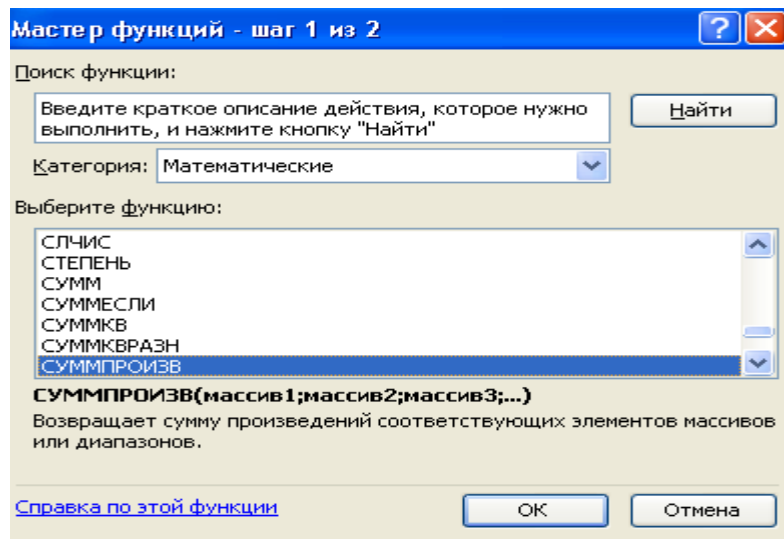 Мастер функций - шаг 1 из 2
Поиск функции:
Введите краткое описание действия, которое нужно
выполнить, и нажмите кнопку "Найти"
Найти
Категория: Математические
Выберите функцию:
СЛЧИС
СТЕПЕНЬ
СУММ
СУММЕСЛИ
СУММКВ
СУММКВРАЗН
СУММПРОИЗВ
СУММПРОИЗВ(массив1;массив2;массив3;...)
Возвращает сумму произведений соответствующих элементов массивов
или диапазонов.
Справка по этой функции
ОК
Отмена